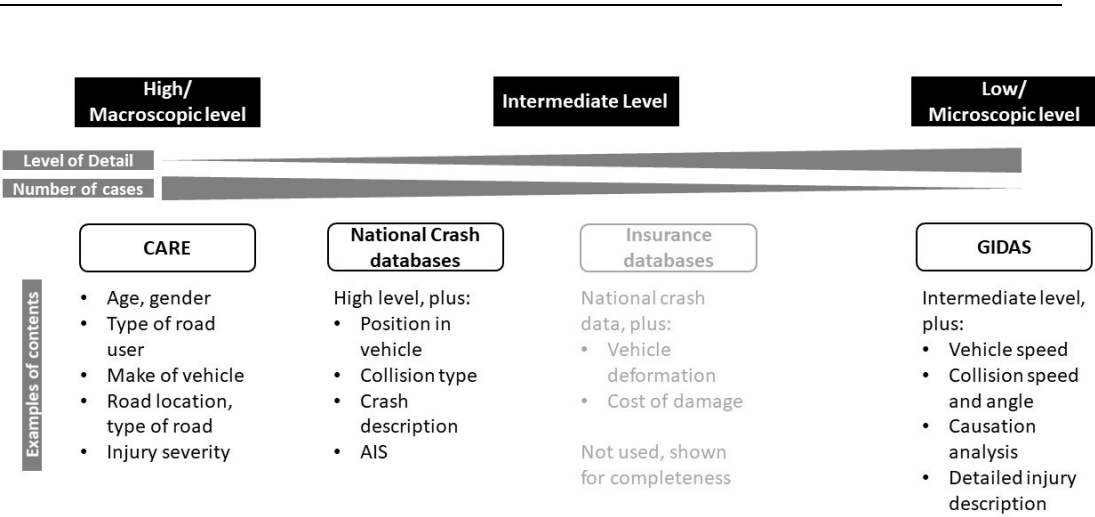 High/
Macroscopic level
Intermediate Level
Low/
Microscopic level
Level of Detail
Number of cases
CARE
National Crash
databases
Insurance
databases
GIDAS
Examples of contents
• Age, gender
• Type of road
user
• Make of vehicle
• Road location,
type of road
• Injury severity
High level, plus:
• Position in
vehicle
• Collision type
• Crash
description
• AIS
National crash
data, plus:
• Vehicle
deformation
• Cost of damage
Not used, shown
for completeness
Intermediate level,
plus:
• Vehicle speed
• Collision speed
and angle
• Causation
analysis
• Detailed injury
description